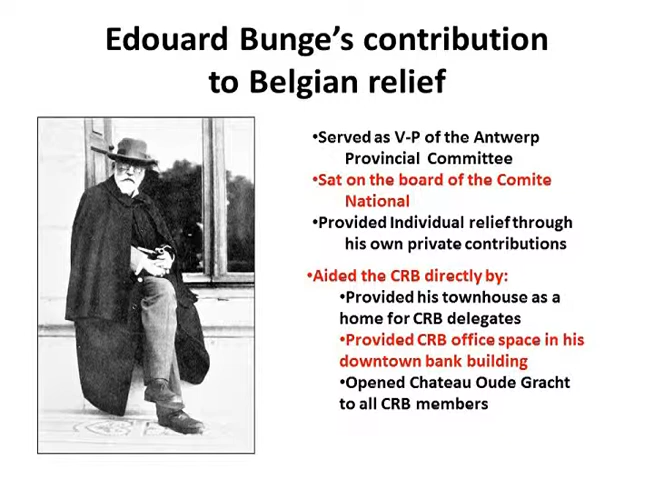 Edouard Bunge's contribution
to Belgian relief
•Served as V-P of the Antwerp
Provincial Committee
•Sat on the board of the Comite
National
•Provided Individual relief through
his own private contributions
•Aided the CRB directly by:
•Provided his townhouse as a
home for CRB delegates
•Provided CRB office space in his
downtown bank building
•Opened Chateau Oude Gracht
to all CRB members